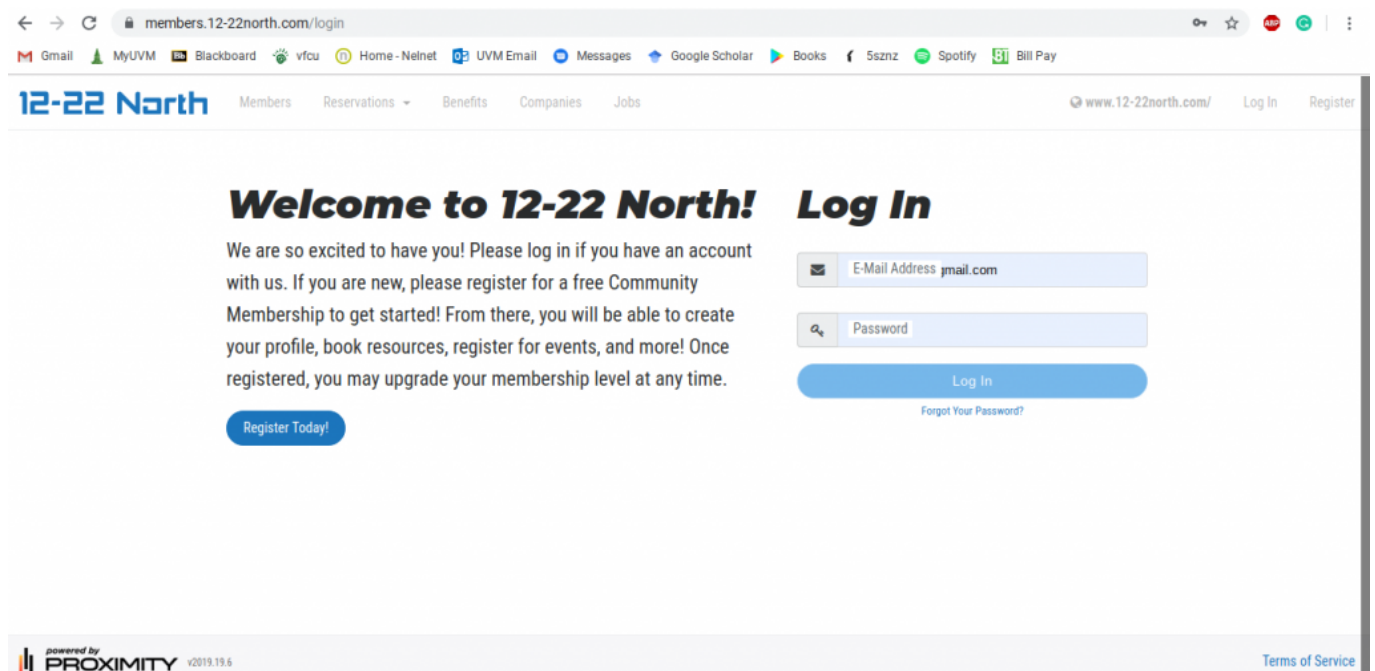 members.12-22north.com/login
ABP
Gmail MyUVM Bb Blackboard vfcu n Home - Nelnet UVM Email Messages Google Scholar Books 5sznz Spotify Bill Pay
12-22 North Members Reservations Benefits Companies Jobs www.12-22north.com/ Log In Register
Welcome to 12-22 North!
We are so excited to have you! Please log in if you have an account
with us. If you are new, please register for a free Community
Membership to get started! From there, you will be able to create
your profile, book resources, register for events, and more! Once
registered, you may upgrade your membership level at any time.
Register Today!
Log In
E-Mail Address gmail.com
Password
Log In
Forgot Your Password?
powered by
PROXIMITY v2019.19.6
Terms of Service